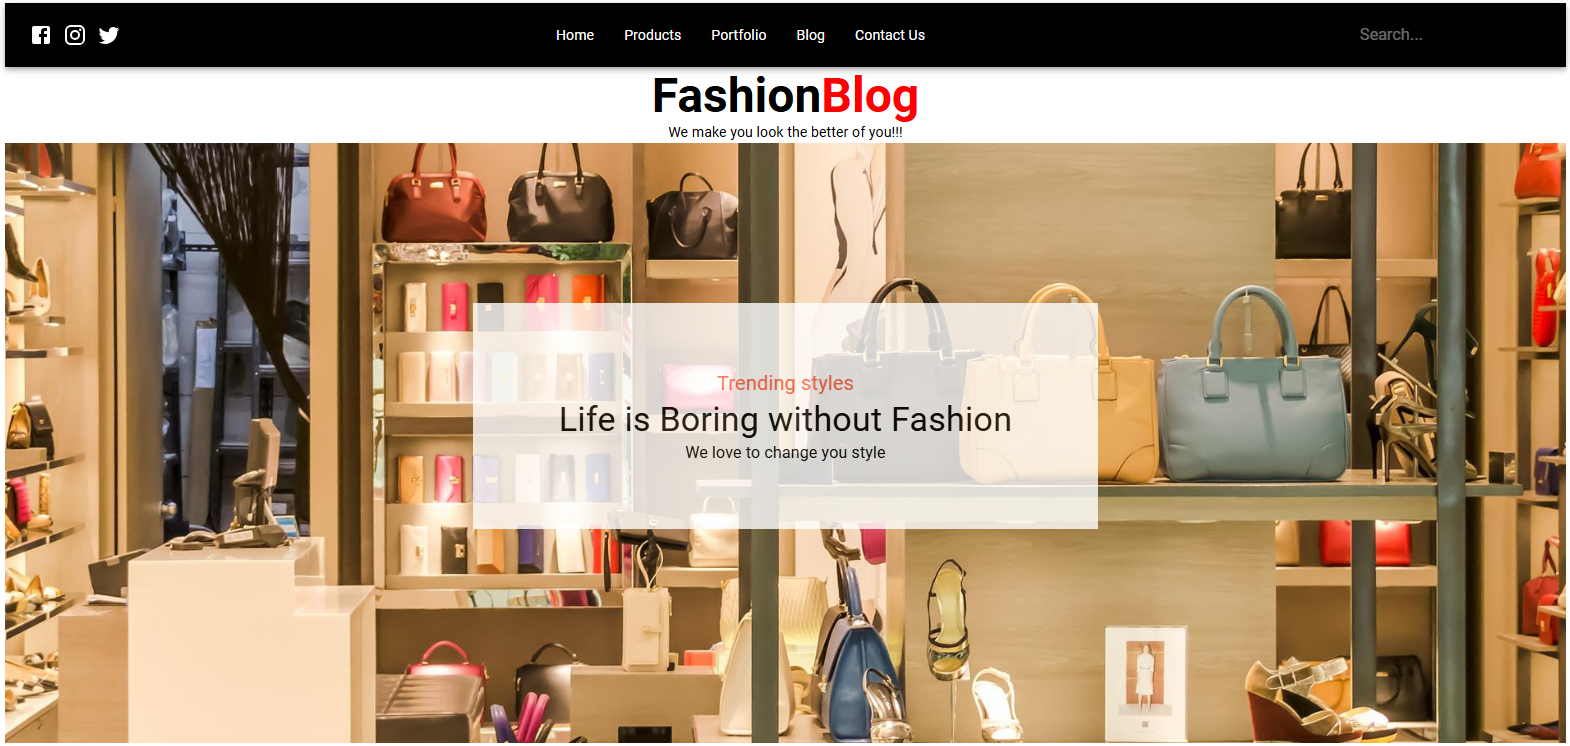 Home Products Portfolio Blog Contact Us Search...
FashionBlog
We make you look the better of you!!!
Trending styles
Life is Boring without Fashion
We love to change you style